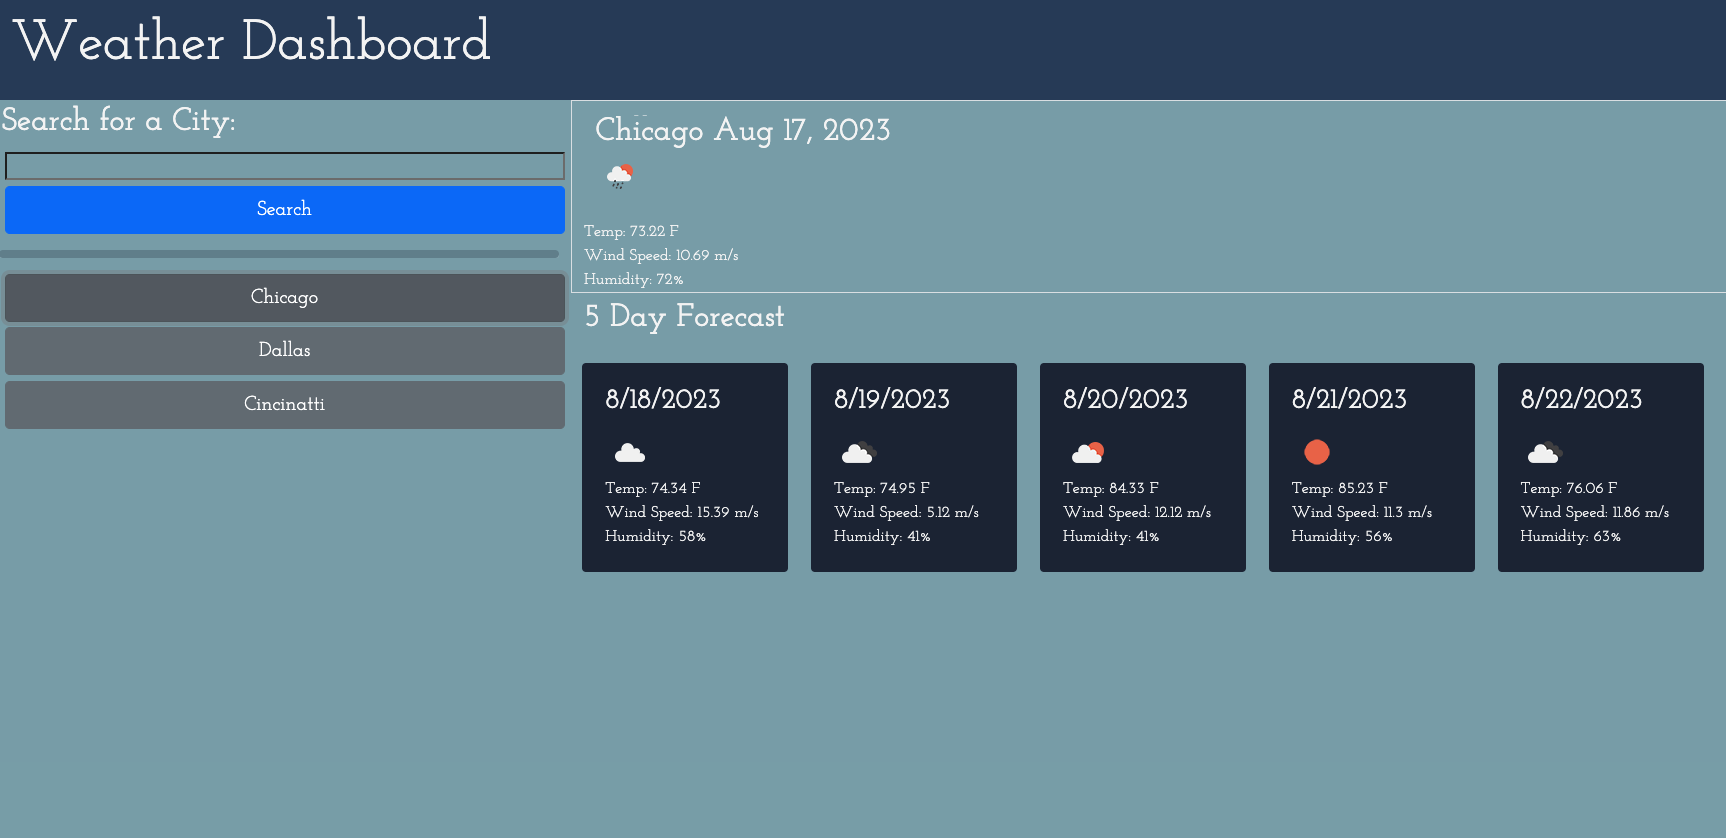 Weather Dashboard
Search for a City:
Search
Chicago
Dallas
Cincinatti
Chicago Aug 17, 2023
Temp: 73.22 F
Wind Speed: 10.69 m/s
Humidity: 72%
5 Day Forecast
8/18/2023
Temp: 74.34 F
Wind Speed: 15.39 m/s
Humidity: 58%
8/19/2023
Temp: 74.95 F
Wind Speed: 5.12 m/s
Humidity: 41%
8/20/2023
Temp: 84.33 F
Wind Speed: 12.12 m/s
Humidity: 41%
8/21/2023
Temp: 85.23 F
Wind Speed: 11.3 m/s
Humidity: 56%
8/22/2023
Temp: 76.06 F
Wind Speed: 11.86 m/s
Humidity: 63%